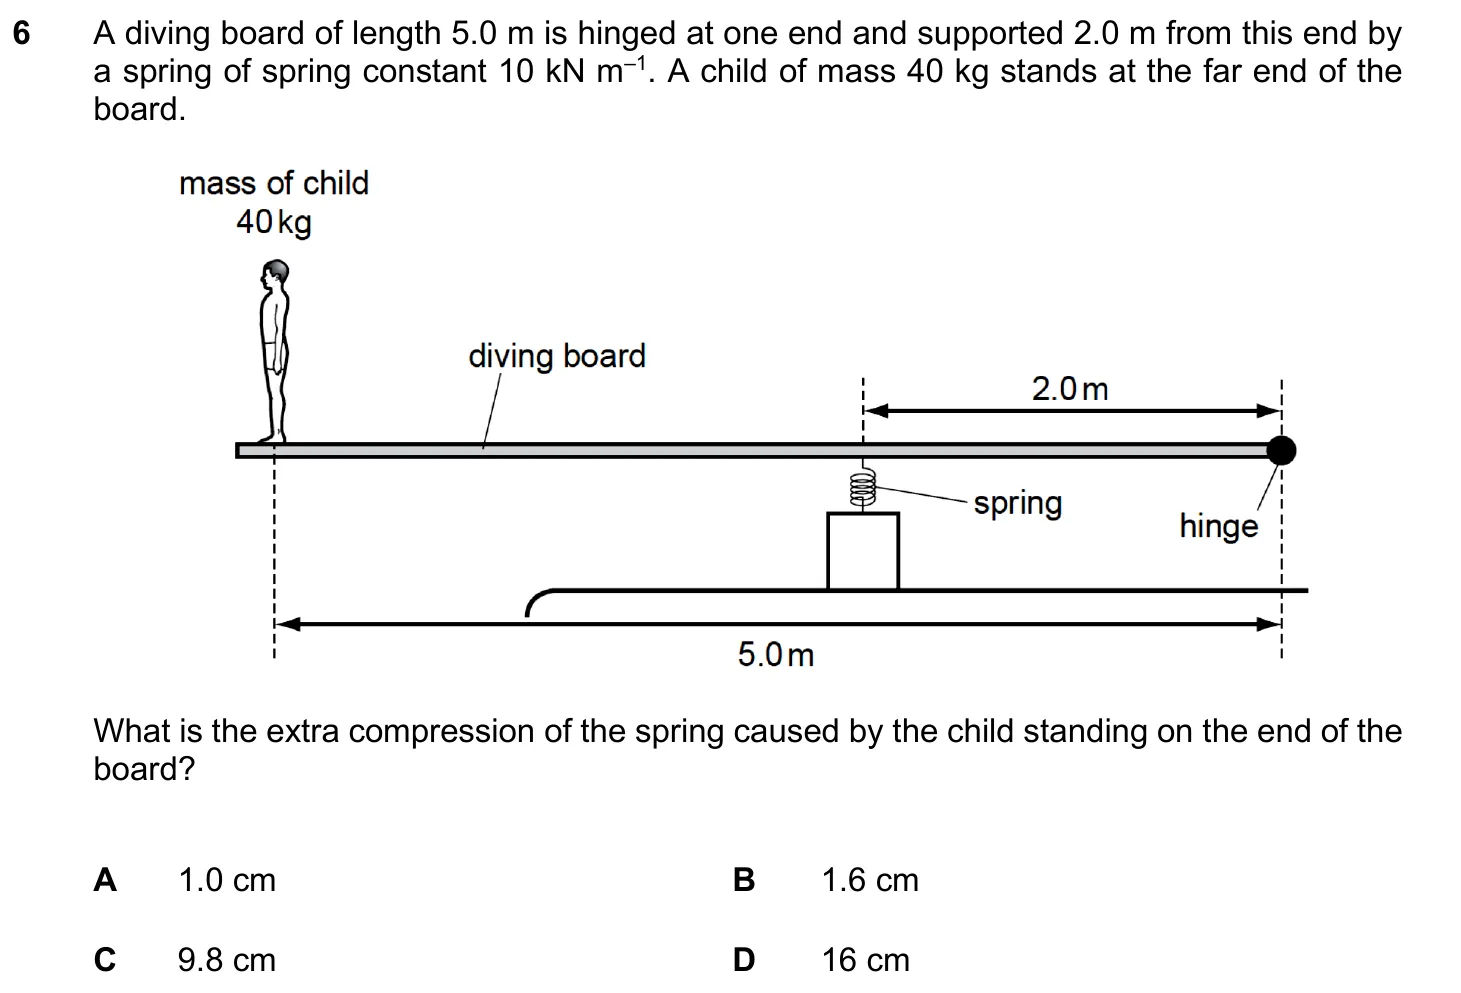 6 A diving board of length 5.0 m is hinged at one end and supported 2.0 m from this end by
a spring of spring constant 10 kN m⁻¹. A child of mass 40 kg stands at the far end of the
board.
mass of child
40 kg
diving board
2.0 m
spring
hinge
5.0 m
What is the extra compression of the spring caused by the child standing on the end of the
board?
A 1.0 cm B 1.6 cm
C 9.8 cm D 16 cm